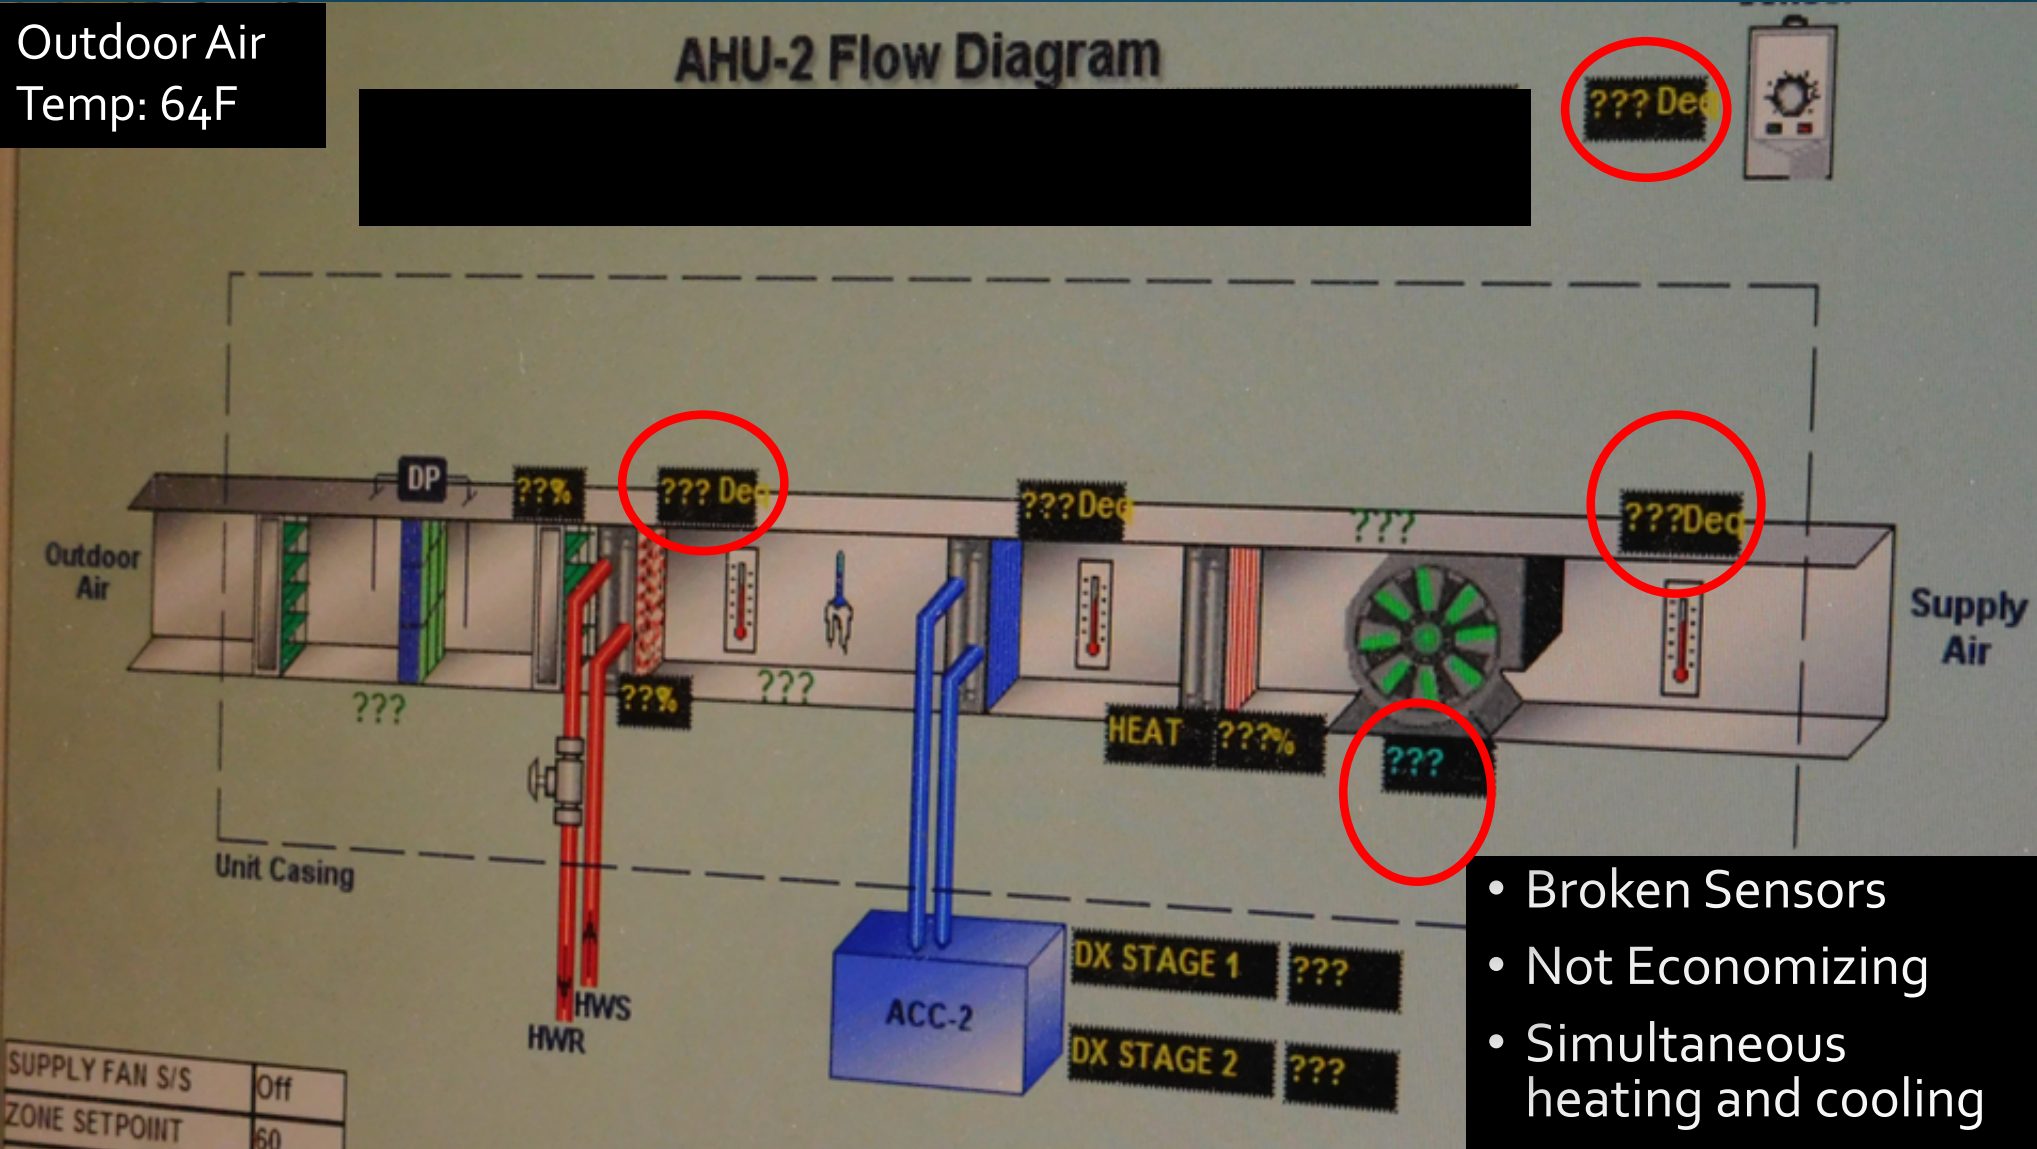 Outdoor Air
Temp: 64F
AHU-2 Flow Diagram
??? Deg
DP
??%
??? Deg
???Deg
???
???Deg
Outdoor
Air
Supply
Air
???
??%
???
HEAT
???%
???
Unit Casing
HWS
HWR
ACC-2
DX STAGE 1
???
DX STAGE 2
???
SUPPLY FAN S/S
Off
ZONE SETPOINT
60
• Broken Sensors
• Not Economizing
• Simultaneous
heating and cooling